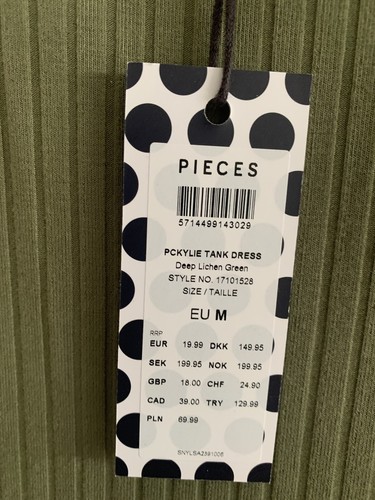 PIECES
5714499143029
PCKYLIE TANK DRESS
Deep Lichen Green
STYLE NO. 17101528
SIZE / TAILLE
EU M
RRP
EUR 19.99 DKK 149.95
SEK 199.95 NOK 199.95
GBP 18.00 CHF 24.90
CAD 39.00 TRY 129.99
PLN 69.99
SNYLSA2391006